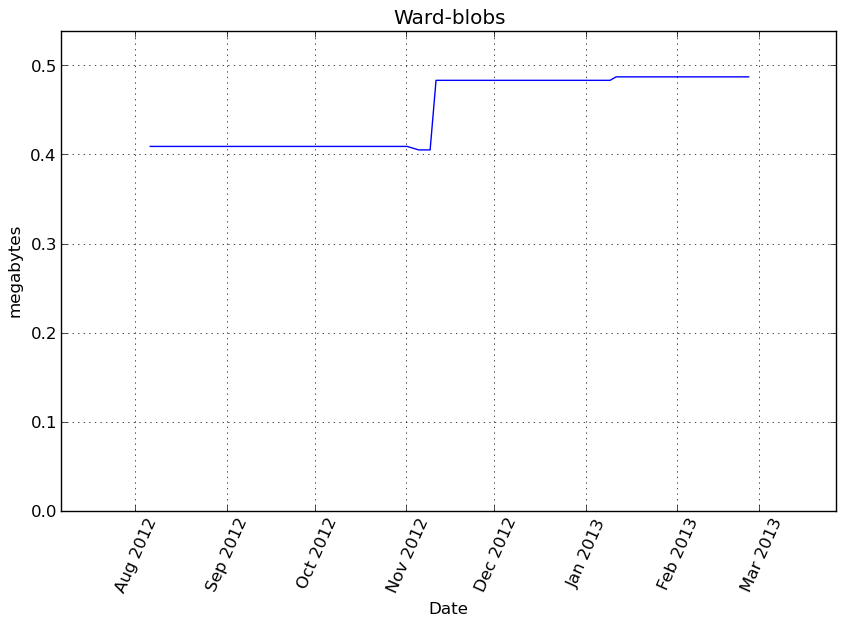 Ward-blobs
megabytes
0.5
0.4
0.3
0.2
0.1
0.0
Aug 2012
Sep 2012
Oct 2012
Nov 2012
Dec 2012
Jan 2013
Feb 2013
Mar 2013
Date